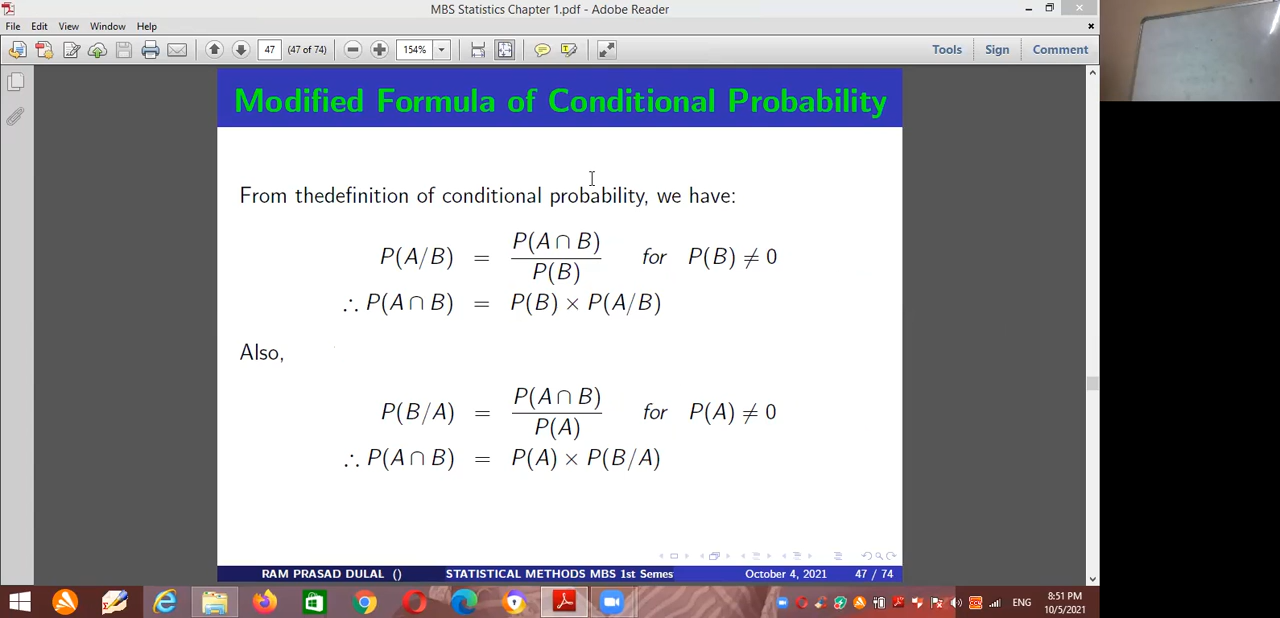 MBS Statistics Chapter 1.pdf - Adobe Reader
File Edit View Window Help
47 (47 of 74) 154% Tools Sign Comment
Modified Formula of Conditional Probability
From thedefinition of conditional probability, we have:
P(A/B) = P(A ∩ B) / P(B) for P(B) ≠ 0
∴ P(A ∩ B) = P(B) × P(A/B)
Also,
P(B/A) = P(A ∩ B) / P(A) for P(A) ≠ 0
∴ P(A ∩ B) = P(A) × P(B/A)
RAM PRASAD DULAL () STATISTICAL METHODS MBS 1st Semes October 4, 2021 47 / 74
ENG 8:51 PM
10/5/2021